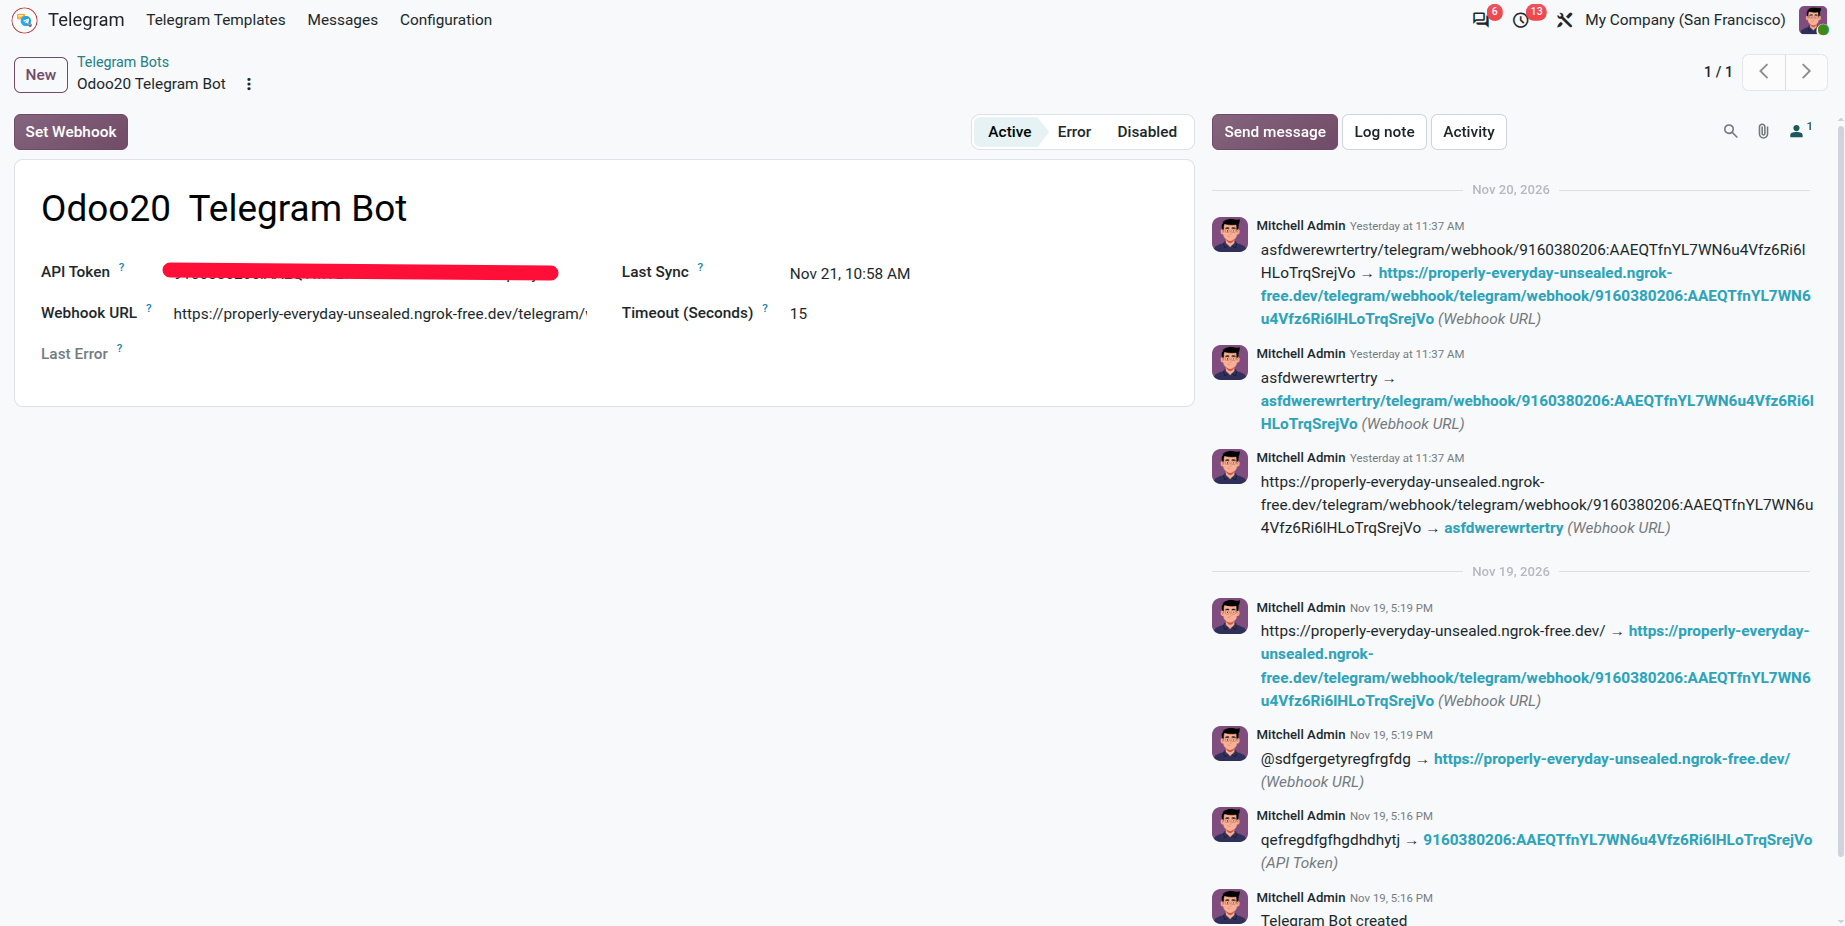 Telegram Telegram Templates Messages Configuration 6 13 My Company (San Francisco)
New Telegram Bots
Odoo20 Telegram Bot
1 / 1
Set Webhook
Active Error Disabled
Send message Log note Activity 1
Odoo20 Telegram Bot
API Token ?
Last Sync ? Nov 21, 10:58 AM
Webhook URL ? https://properly-everyday-unsealed.ngrok-free.dev/telegram/
Timeout (Seconds) ? 15
Last Error ?
Nov 20, 2026
Mitchell Admin Yesterday at 11:37 AM
asfdwerewrtertry/telegram/webhook/9160380206:AAEQTfnYL7WN6u4Vfz6Ri6l
HLoTrqSrejVo → https://properly-everyday-unsealed.ngrok-
free.dev/telegram/webhook/telegram/webhook/9160380206:AAEQTfnYL7WN6
u4Vfz6Ri6lHLoTrqSrejVo (Webhook URL)
Mitchell Admin Yesterday at 11:37 AM
asfdwerewrtertry →
asfdwerewrtertry/telegram/webhook/9160380206:AAEQTfnYL7WN6u4Vfz6Ri6l
HLoTrqSrejVo (Webhook URL)
Mitchell Admin Yesterday at 11:37 AM
https://properly-everyday-unsealed.ngrok-
free.dev/telegram/webhook/telegram/webhook/9160380206:AAEQTfnYL7WN6u
4Vfz6Ri6lHLoTrqSrejVo → asfdwerewrtertry (Webhook URL)
Nov 19, 2026
Mitchell Admin Nov 19, 5:19 PM
https://properly-everyday-unsealed.ngrok-free.dev/ → https://properly-everyday-
unsealed.ngrok-
free.dev/telegram/webhook/telegram/webhook/9160380206:AAEQTfnYL7WN6
u4Vfz6Ri6lHLoTrqSrejVo (Webhook URL)
Mitchell Admin Nov 19, 5:19 PM
@sdfgergetyregfrgfdg → https://properly-everyday-unsealed.ngrok-free.dev/
(Webhook URL)
Mitchell Admin Nov 19, 5:16 PM
qefregdfgfhgdhdhytj → 9160380206:AAEQTfnYL7WN6u4Vfz6Ri6lHLoTrqSrejVo
(API Token)
Mitchell Admin Nov 19, 5:16 PM
Telegram Bot created